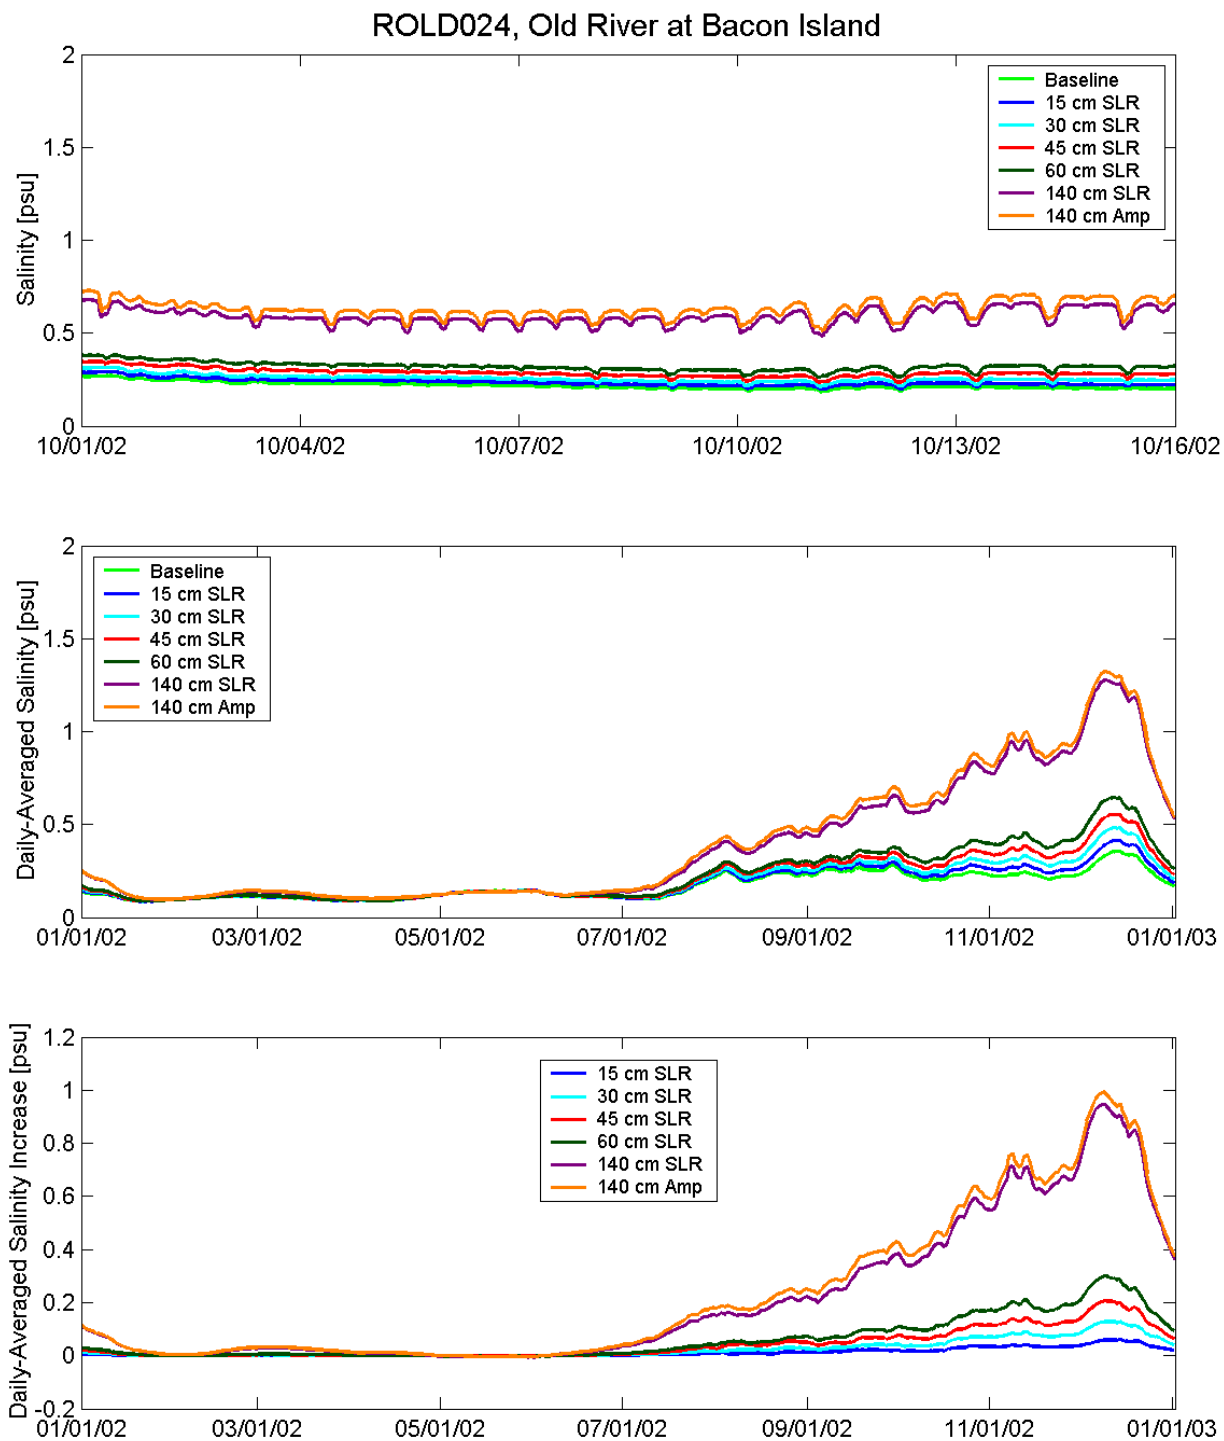 ROLD024, Old River at Bacon Island
Salinity [psu]
2
1.5
1
0.5
0
Baseline
15 cm SLR
30 cm SLR
45 cm SLR
60 cm SLR
140 cm SLR
140 cm Amp
10/01/02 10/04/02 10/07/02 10/10/02 10/13/02 10/16/02
Daily-Averaged Salinity [psu]
2
1.5
1
0.5
0
Baseline
15 cm SLR
30 cm SLR
45 cm SLR
60 cm SLR
140 cm SLR
140 cm Amp
01/01/02 03/01/02 05/01/02 07/01/02 09/01/02 11/01/02 01/01/03
Daily-Averaged Salinity Increase [psu]
1.2
1
0.8
0.6
0.4
0.2
0
-0.2
15 cm SLR
30 cm SLR
45 cm SLR
60 cm SLR
140 cm SLR
140 cm Amp
01/01/02 03/01/02 05/01/02 07/01/02 09/01/02 11/01/02 01/01/03